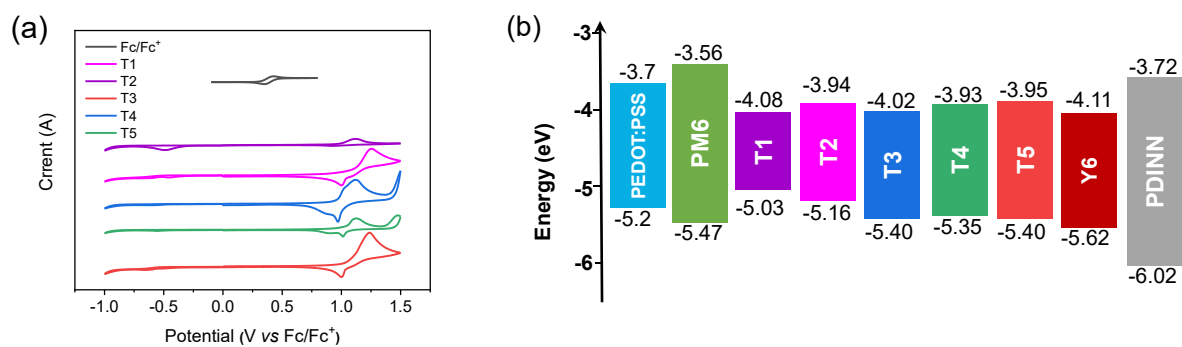 (a)
Fc/Fc⁺
T1
T2
T3
T4
T5
Crrent (A)
-1.0 -0.5 0.0 0.5 1.0 1.5
Potential (V vs Fc/Fc⁺)
(b)
Energy (eV)
-3
-4
-5
-6
-3.7
PEDOT:PSS
-5.2
-3.56
PM6
-5.47
-4.08
T1
-5.03
-3.94
T2
-5.16
-4.02
T3
-5.40
-3.93
T4
-5.35
-3.95
T5
-5.40
-4.11
Y6
-5.62
-3.72
PDINN
-6.02